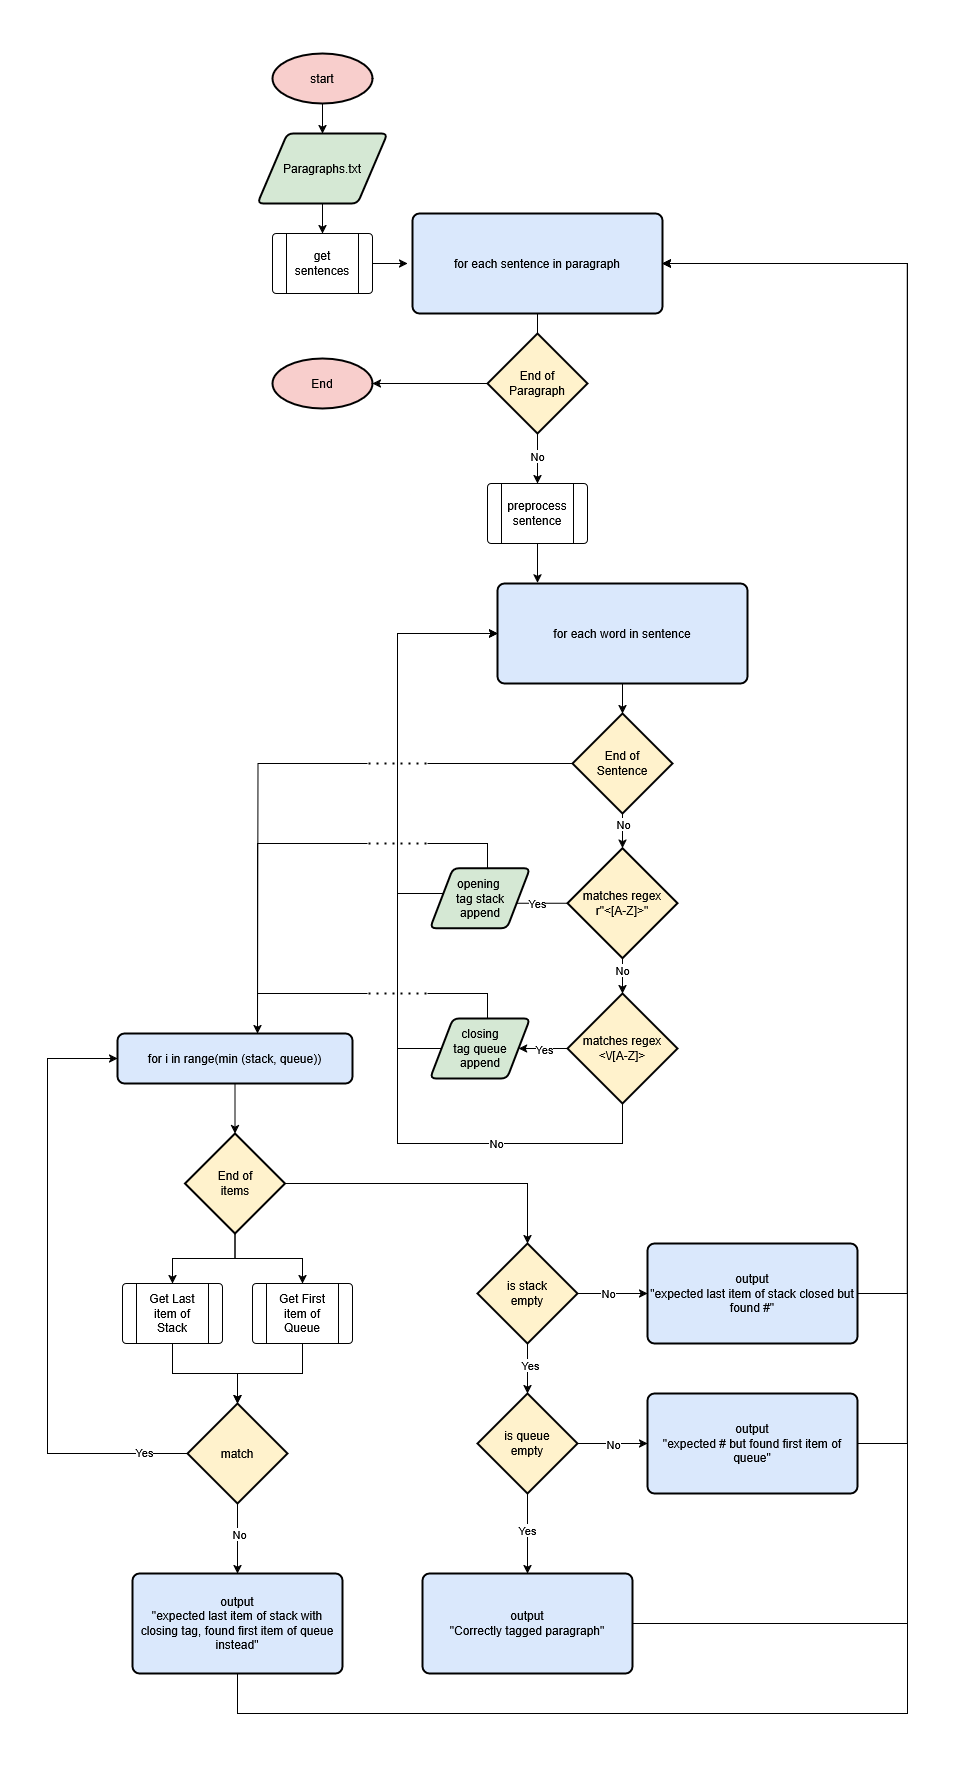 start
Paragraphs.txt
get
sentences
for each sentence in paragraph
End
End of
Paragraph
No
preprocess
sentence
for each word in sentence
End of
Sentence
No
opening
tag stack
append
Yes
matches regex
r"<[A-Z]>"
No
closing
tag queue
append
Yes
matches regex
<\/[A-Z]>
No
for i in range(min (stack, queue))
End of
items
Get Last
item of
Stack
Get First
item of
Queue
is stack
empty
No
output
"expected last item of stack closed but
found #"
Yes
match
Yes
is queue
empty
No
output
"expected # but found first item of
queue"
No
Yes
output
"expected last item of stack with
closing tag, found first item of queue
instead"
output
"Correctly tagged paragraph"